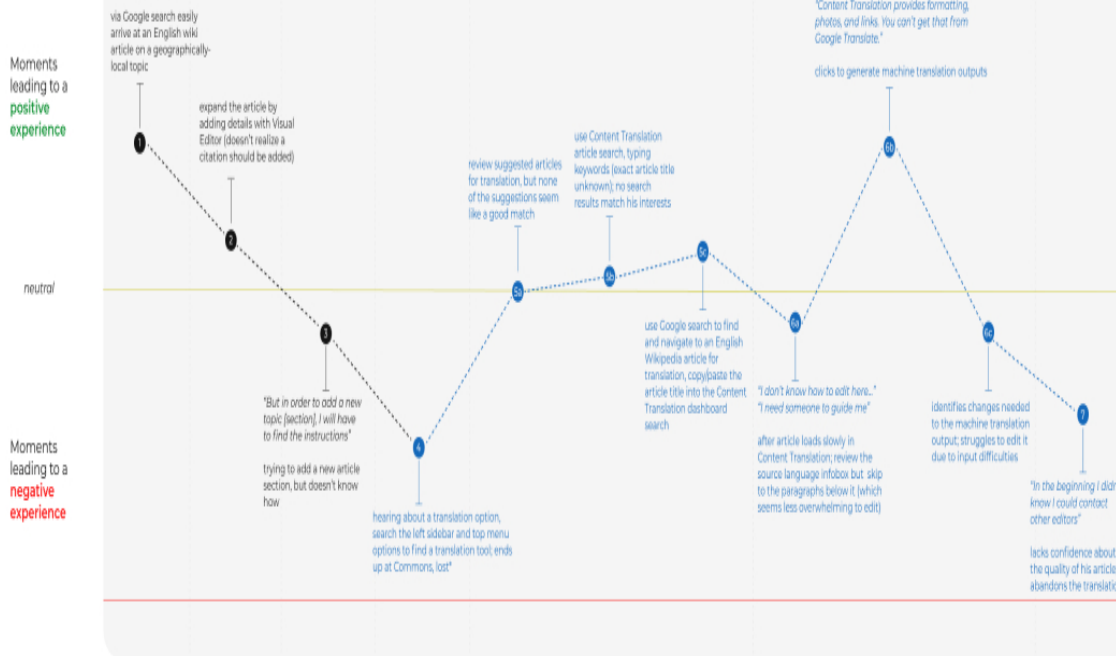 "Content Translation provides formatting,
photos, and links. You can't get that from
Google Translate."
clicks to generate machine translation outputs
via Google search easily
arrive at an English wiki
article on a geographically-
local topic
Moments
leading to a
positive
experience
expand the article by
adding details with Visual
Editor (doesn't realize a
citation should be added)
review suggested articles
for translation, but none
of the suggestions seem
like a good match
use Content Translation
article search, typing
keywords (exact article title
unknown); no search
results match his interests
1
2
3
4
5a
5b
5c
6a
6b
6c
7
neutral
"But in order to add a new
topic [section], I will have
to find the instructions"
trying to add a new article
section, but doesn't know
how
hearing about a translation option,
search the left sidebar and top menu
options to find a translation tool; ends
up at Commons, lost"
use Google search to find
and navigate to an English
Wikipedia article for
translation, copy/paste the
article title into the Content
Translation dashboard
search
"I don't know how to edit here..."
"I need someone to guide me"
after article loads slowly in
Content Translation; review the
source language infobox but skip
to the paragraphs below it (which
seems less overwhelming to edit)
identifies changes needed
to the machine translation
output; struggles to edit it
due to input difficulties
Moments
leading to a
negative
experience
"In the beginning I
know I could contact
other editors"
lacks confidence about
the quality of his article
abandons the